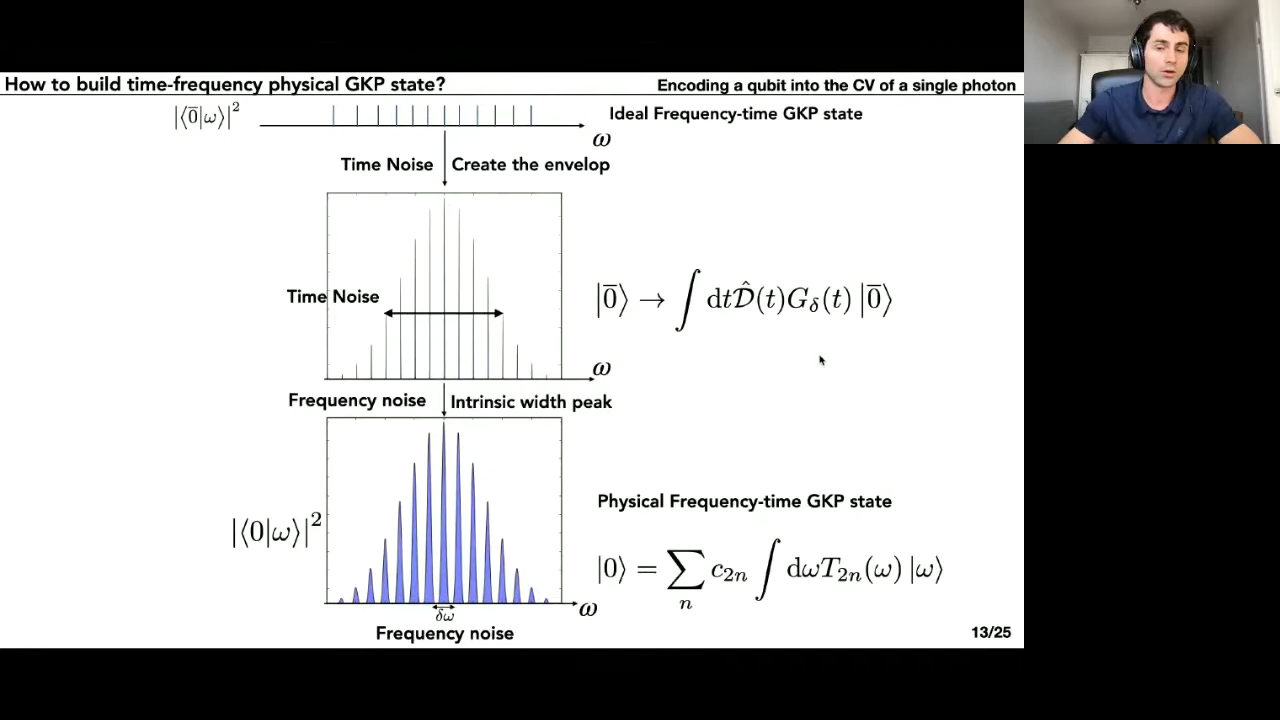 How to build time-frequency physical GKP state?
Encoding a qubit into the CV of a single photon
|⟨0̅|ω⟩|²
ω
Ideal Frequency-time GKP state
Time Noise
Create the envelop
Time Noise
|0̅⟩ → ∫ dt𝒟̂(t)G_δ(t) |0̅⟩
ω
Frequency noise
Intrinsic width peak
Physical Frequency-time GKP state
|⟨0|ω⟩|²
|0⟩ = ∑_n c_{2n} ∫ dωT_{2n}(ω) |ω⟩
ω
δω
Frequency noise
13/25